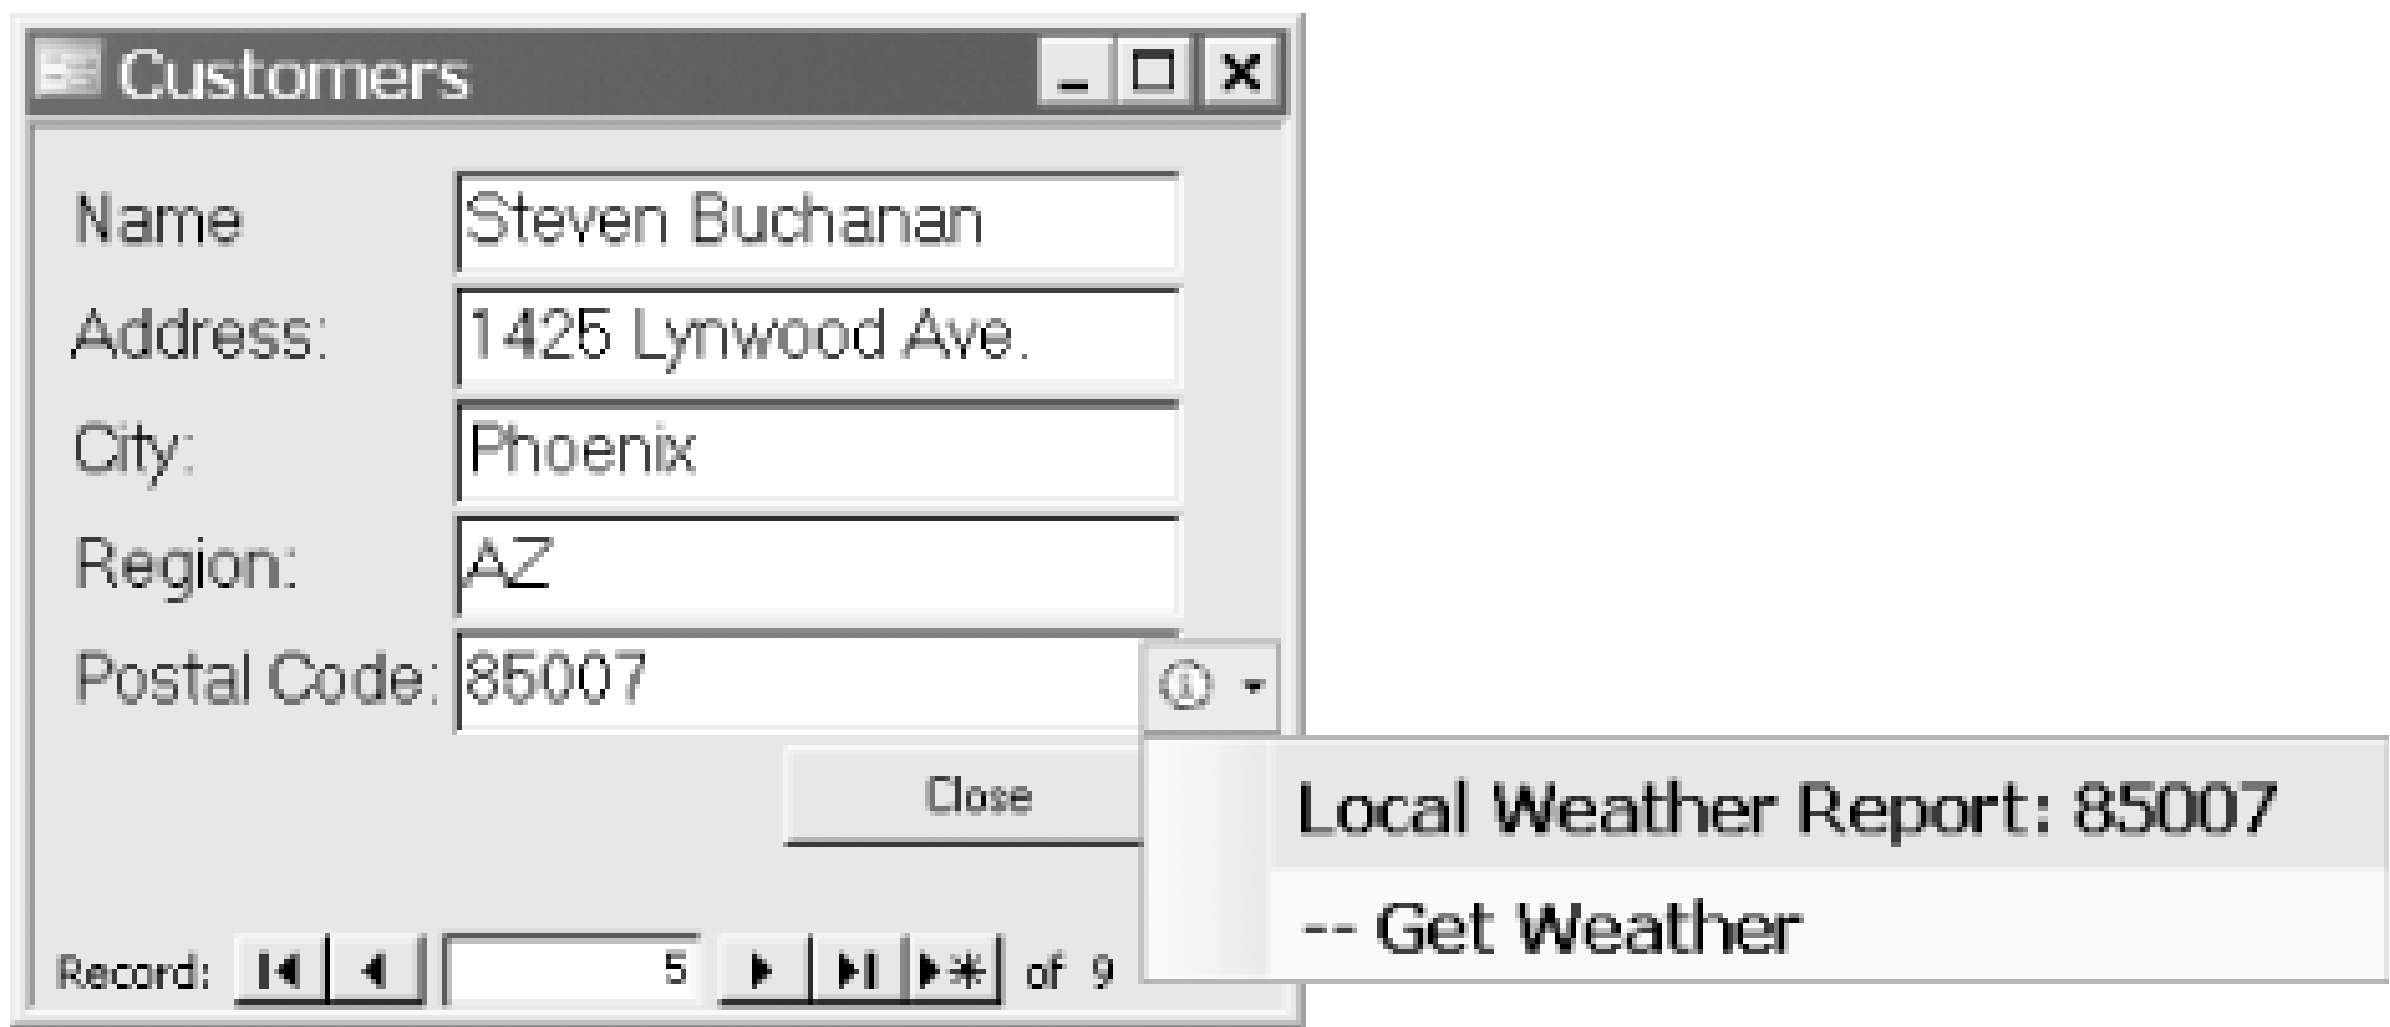 Customers
Name Steven Buchanan
Address: 1425 Lynwood Ave.
City: Phoenix
Region: AZ
Postal Code: 85007
Close
Local Weather Report: 85007
-- Get Weather
Record: 5 of 9